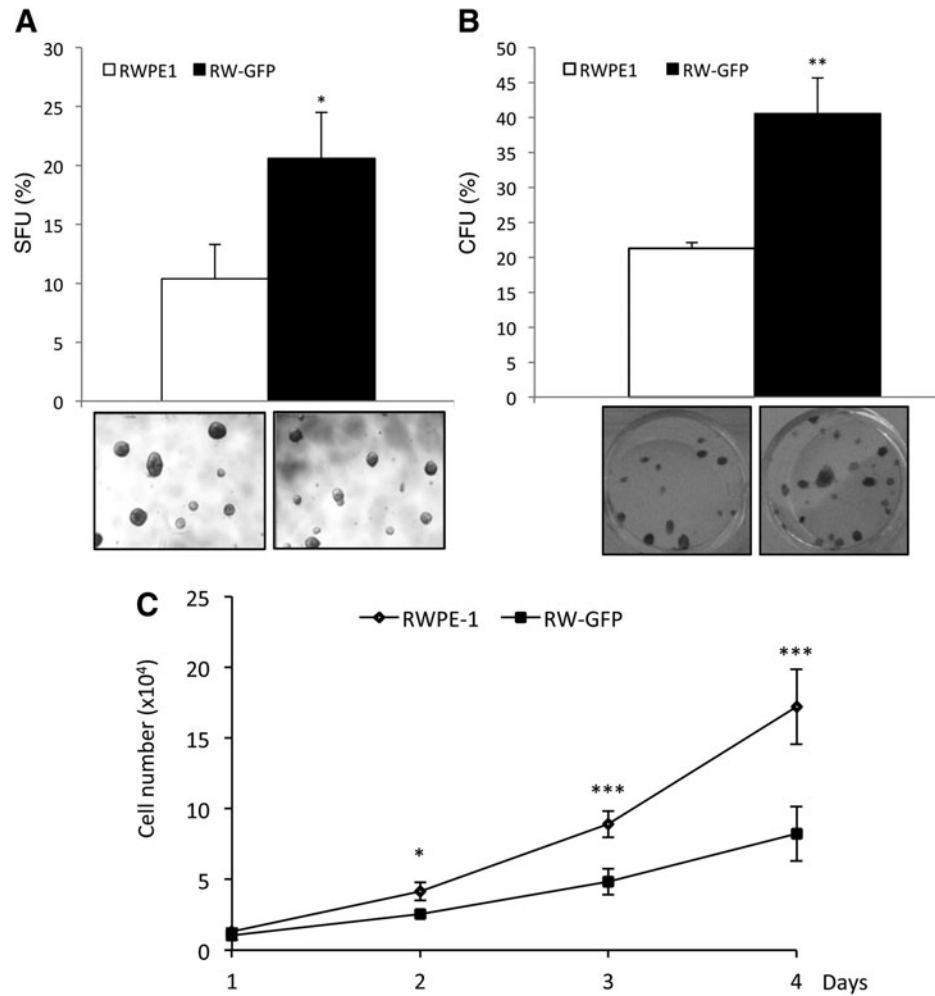 A
30
25
20
15
10
5
0
SFU (%)
RWPE1 RW-GFP
*
B
50
45
40
35
30
25
20
15
10
5
0
CFU (%)
RWPE1 RW-GFP
**
C
25
20
15
10
5
0
Cell number (x10⁴)
RWPE-1 RW-GFP
*
***
***
1 2 3 4 Days